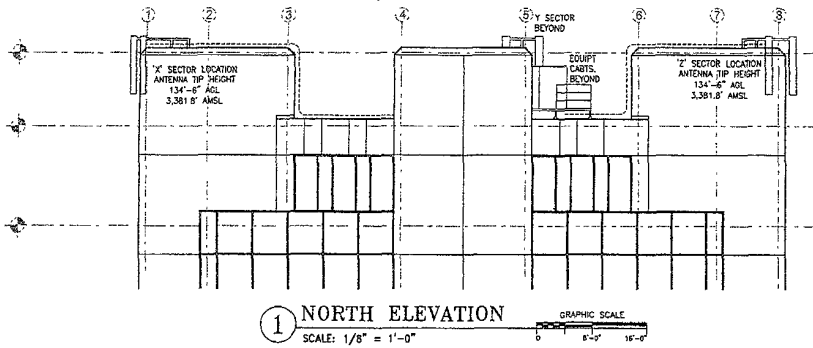 1 2 3 4 5 6 7 8
Y SECTOR
BEYOND
'X' SECTOR LOCATION
ANTENNA TIP HEIGHT
134'-6" AGL
3,381.8' AMSL
EQUIPT
CABTS.
BEYOND
'Z' SECTOR LOCATION
ANTENNA TIP HEIGHT
134'-6" AGL
3,381.8' AMSL
1 NORTH ELEVATION
SCALE: 1/8" = 1'-0"
GRAPHIC SCALE
0 8'-0" 16'-0"